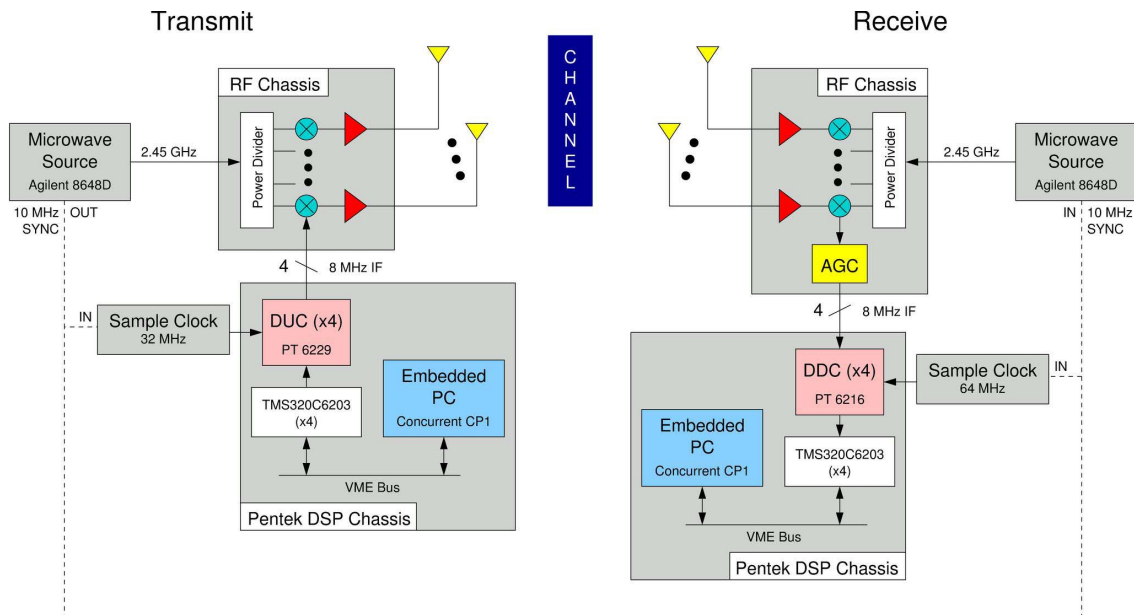 Transmit
RF Chassis
Power Divider
Microwave
Source
Agilent 8648D
2.45 GHz
10 MHz
SYNC
OUT
4
8 MHz IF
IN
Sample Clock
32 MHz
DUC (x4)
PT 6229
TMS320C6203
(x4)
Embedded
PC
Concurrent CP1
VME Bus
Pentek DSP Chassis
C
H
A
N
N
E
L
Receive
RF Chassis
Power Divider
2.45 GHz
Microwave
Source
Agilent 8648D
IN
10 MHz
SYNC
AGC
4
8 MHz IF
DDC (x4)
PT 6216
Sample Clock
64 MHz
IN
Embedded
PC
Concurrent CP1
TMS320C6203
(x4)
VME Bus
Pentek DSP Chassis